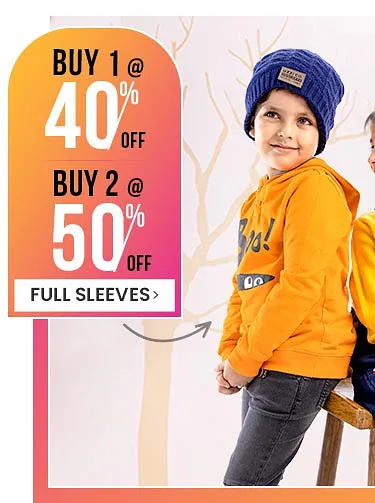 BUY 1 @
40% OFF
BUY 2 @
50% OFF
FULL SLEEVES >